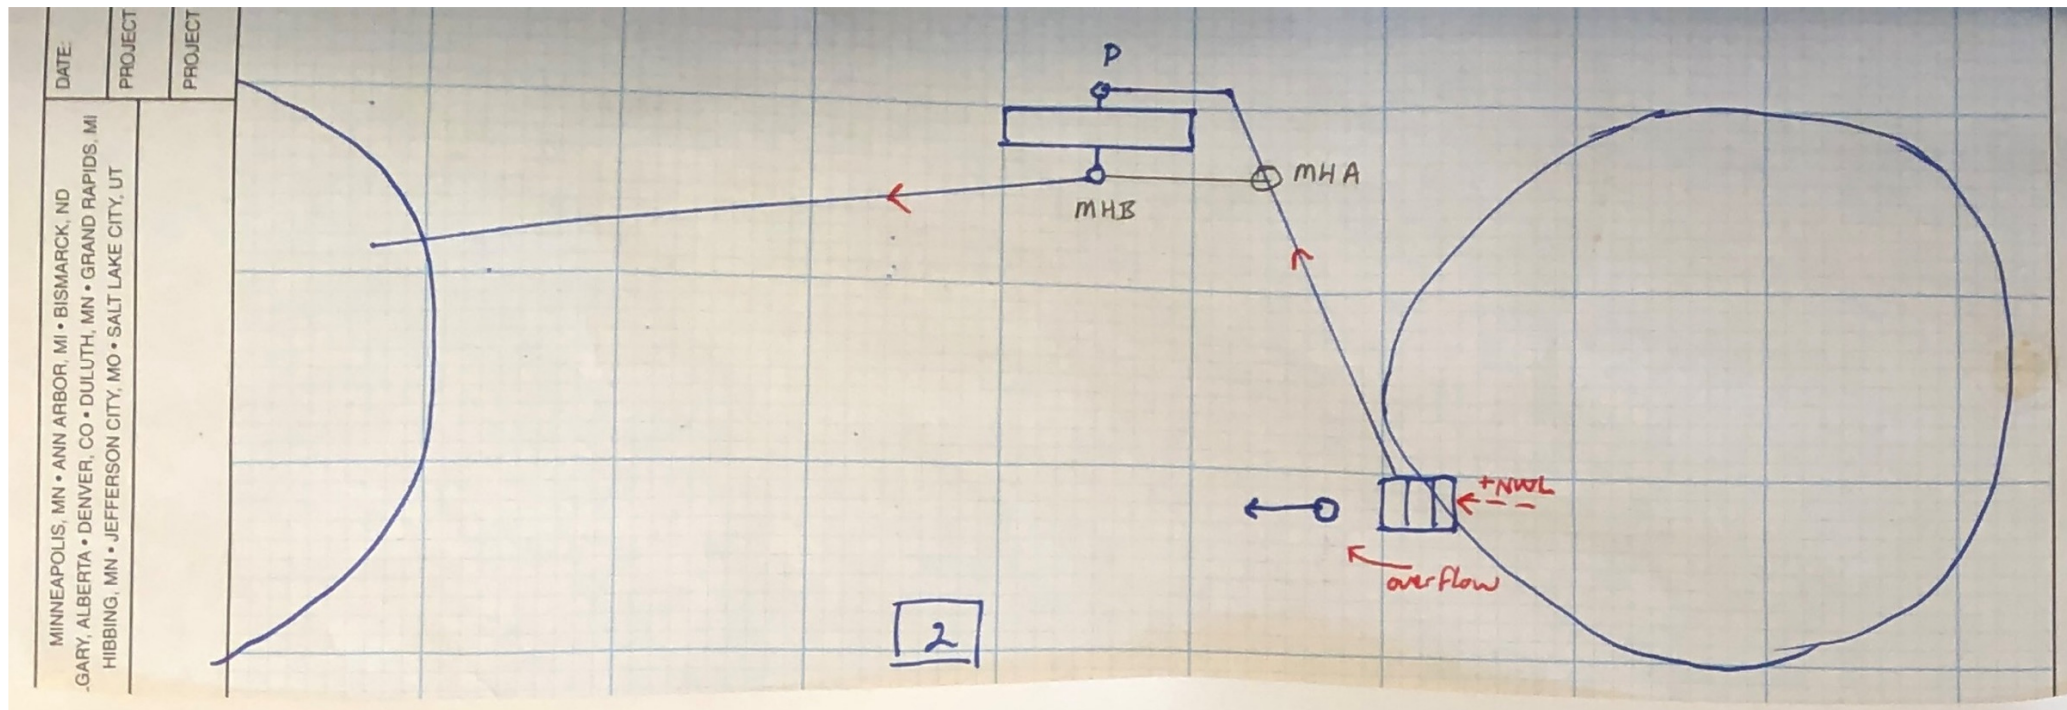 DATE:
PROJECT
PROJECT
MINNEAPOLIS, MN • ANN ARBOR, MI • BISMARCK, ND
GARY, ALBERTA • DENVER, CO • DULUTH, MN • GRAND RAPIDS, MI
HIBBING, MN • JEFFERSON CITY, MO • SALT LAKE CITY, UT
P
MHA
MHB
+NWL
overflow
2